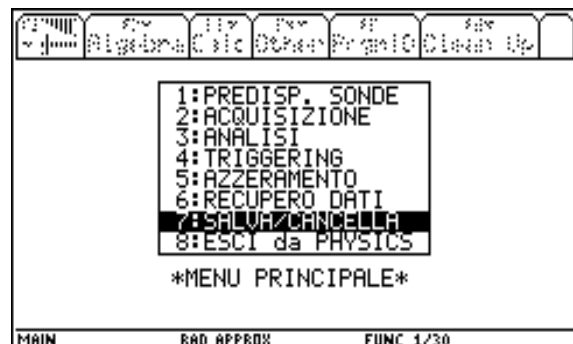 Algebra Calc Other PrgmIO Clean Up
1:PREDISP. SONDE
2:ACQUISIZIONE
3:ANALISI
4:TRIGGERING
5:AZZERAMENTO
6:RECUPERO DATI
7:SALVA/CANCELLA
8:ESCI da PHYSICS
*MENU PRINCIPALE*
MAIN RAD APPROX FUNC 1/30